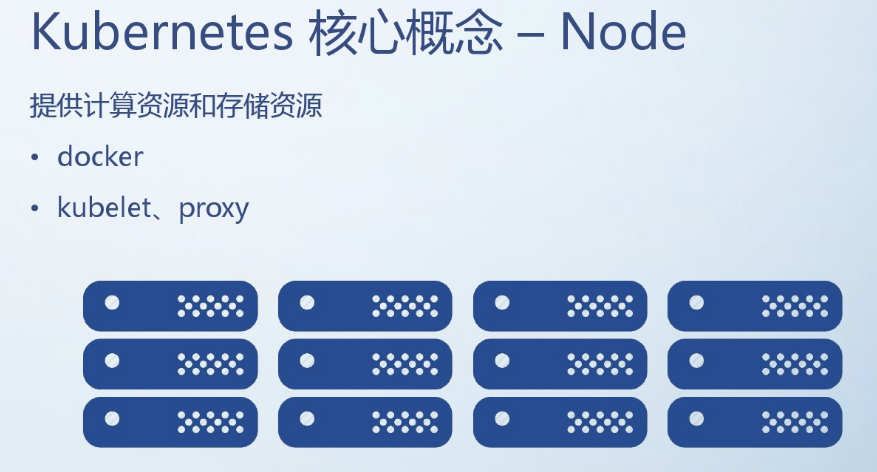 Kubernetes 核心概念 – Node
提供计算资源和存储资源
• docker
• kubelet、proxy